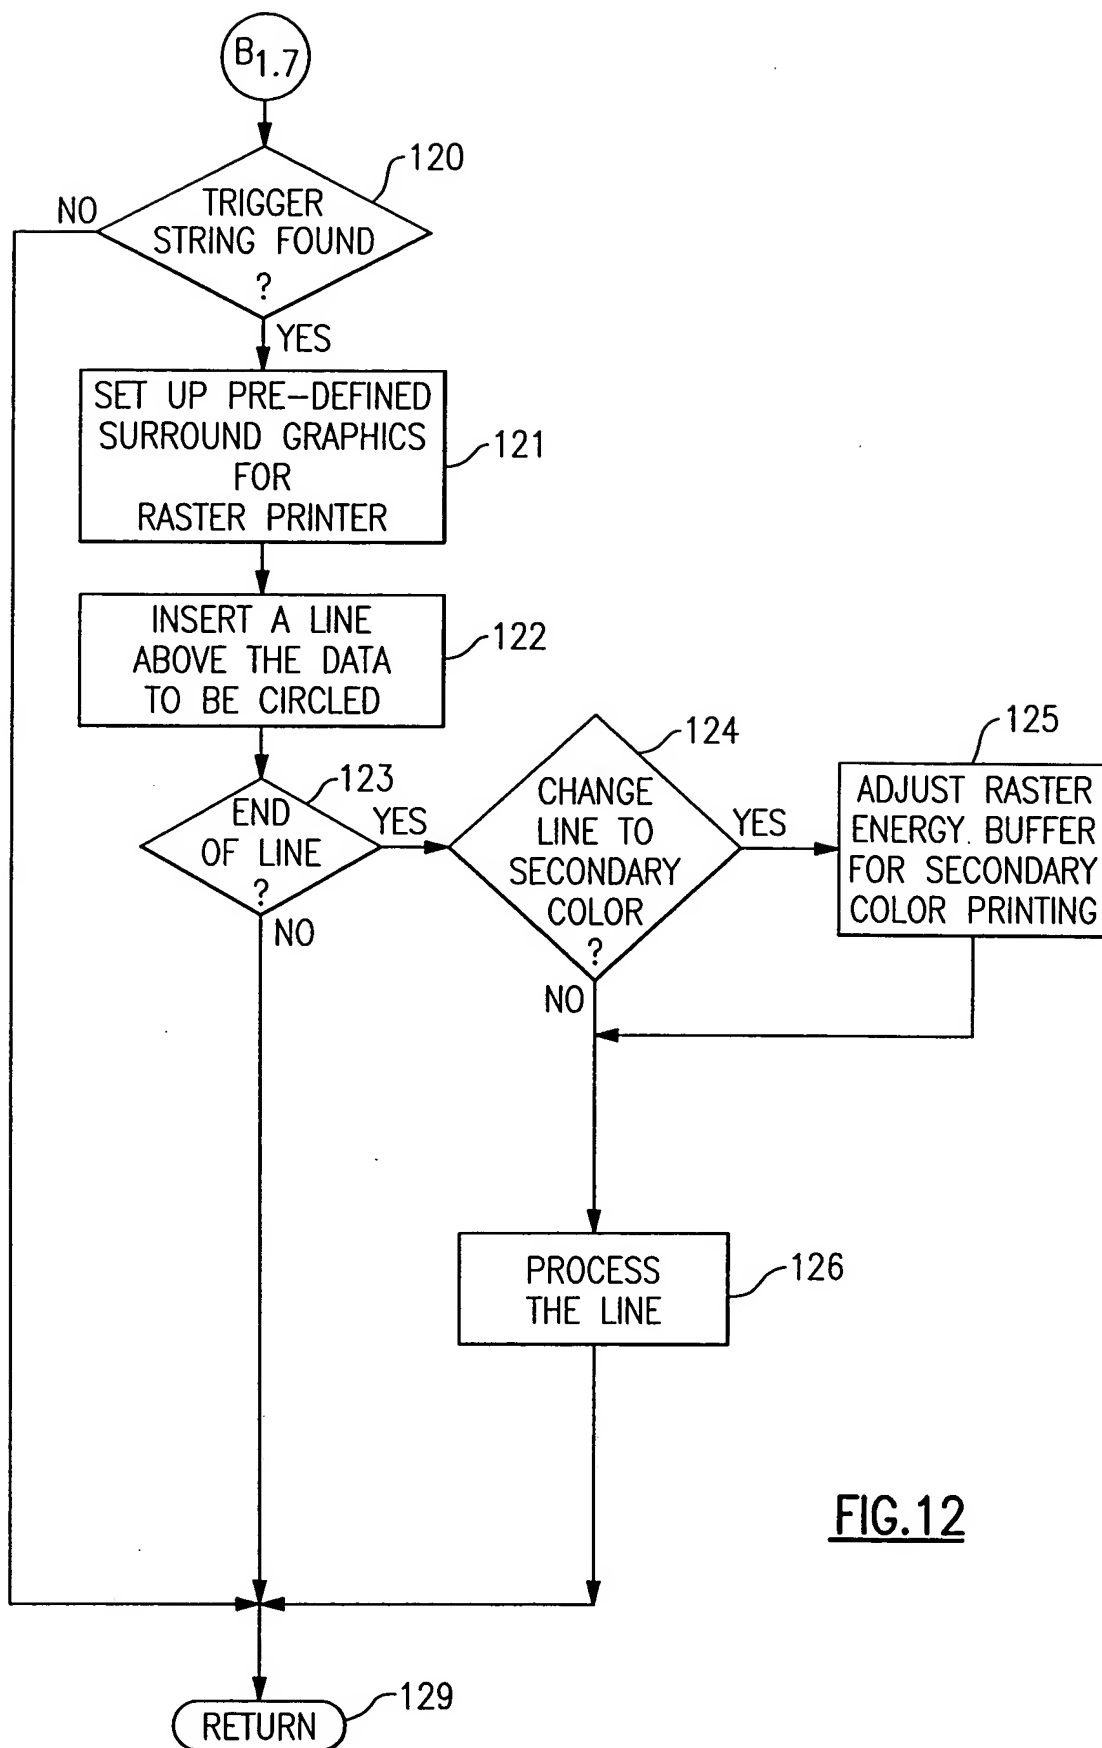 B1.7
120
TRIGGER
STRING FOUND
?
NO
YES
SET UP PRE-DEFINED
SURROUND GRAPHICS
FOR
RASTER PRINTER
121
INSERT A LINE
ABOVE THE DATA
TO BE CIRCLED
122
123
END
OF LINE
?
YES
NO
124
CHANGE
LINE TO
SECONDARY
COLOR
?
YES
NO
125
ADJUST RASTER
ENERGY. BUFFER
FOR SECONDARY
COLOR PRINTING
PROCESS
THE LINE
126
FIG.12
RETURN
129